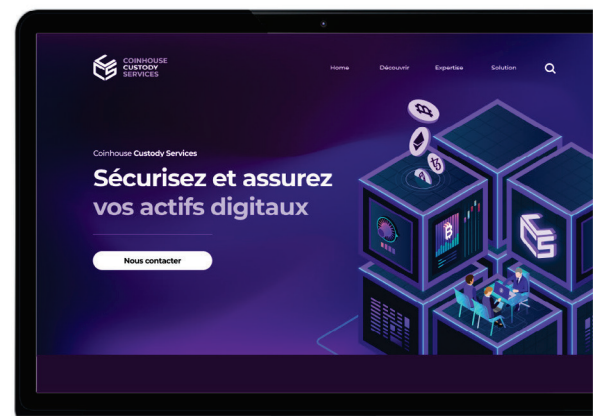 COINHOUSE
CUSTODY
SERVICES
Home Découvrir Expertise Solution
Coinhouse Custody Services
Sécurisez et assurez
vos actifs digitaux
Nous contacter